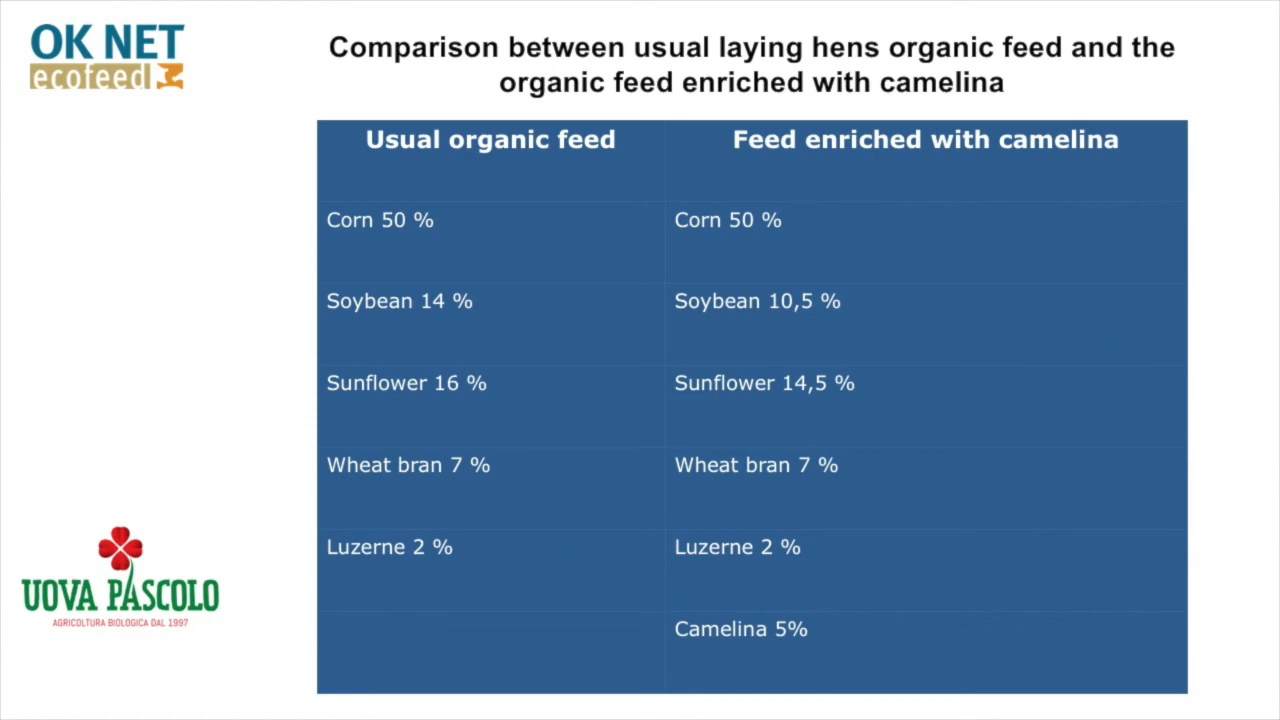 OK NET
ecofeed
Comparison between usual laying hens organic feed and the
organic feed enriched with camelina
Usual organic feed
Feed enriched with camelina
Corn 50 %
Corn 50 %
Soybean 14 %
Soybean 10,5 %
Sunflower 16 %
Sunflower 14,5 %
Wheat bran 7 %
Wheat bran 7 %
Luzerne 2 %
Luzerne 2 %
Camelina 5%
UOVA PASCOLO
AGRICOLTURA BIOLOGICA DAL 1997